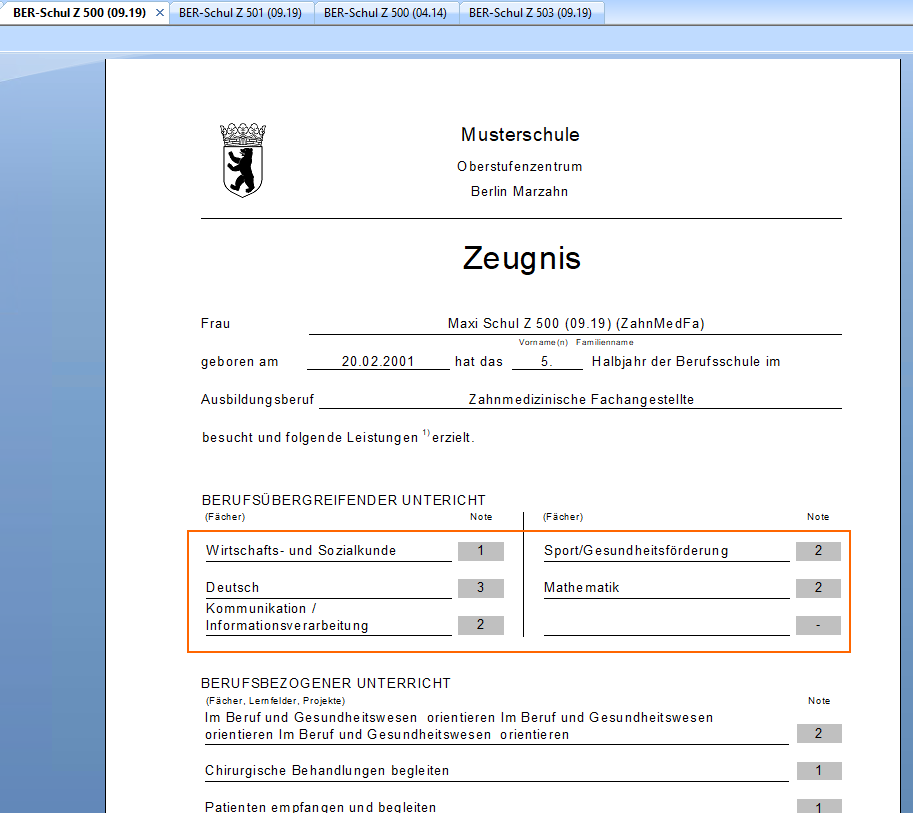 BER-Schul Z 500 (09.19) BER-Schul Z 501 (09.19) BER-Schul Z 500 (04.14) BER-Schul Z 503 (09.19)
Musterschule
Oberstufenzentrum
Berlin Marzahn
Zeugnis
Frau Maxi Schul Z 500 (09.19) (ZahnMedFa)
Vorname(n) Familienname
geboren am 20.02.2001 hat das 5. Halbjahr der Berufsschule im
Ausbildungsberuf Zahnmedizinische Fachangestellte
besucht und folgende Leistungen 1) erzielt.
BERUFSÜBERGREIFENDER UNTERICHT
(Fächer) Note (Fächer) Note
Wirtschafts- und Sozialkunde 1 Sport/Gesundheitsförderung 2
Deutsch 3 Mathematik 2
Kommunikation /
Informationsverarbeitung 2 -
BERUFSBEZOGENER UNTERRICHT
(Fächer, Lernfelder, Projekte) Note
Im Beruf und Gesundheitswesen orientieren Im Beruf und Gesundheitswesen
orientieren Im Beruf und Gesundheitswesen orientieren 2
Chirurgische Behandlungen begleiten 1
Patienten empfangen und begleiten 1